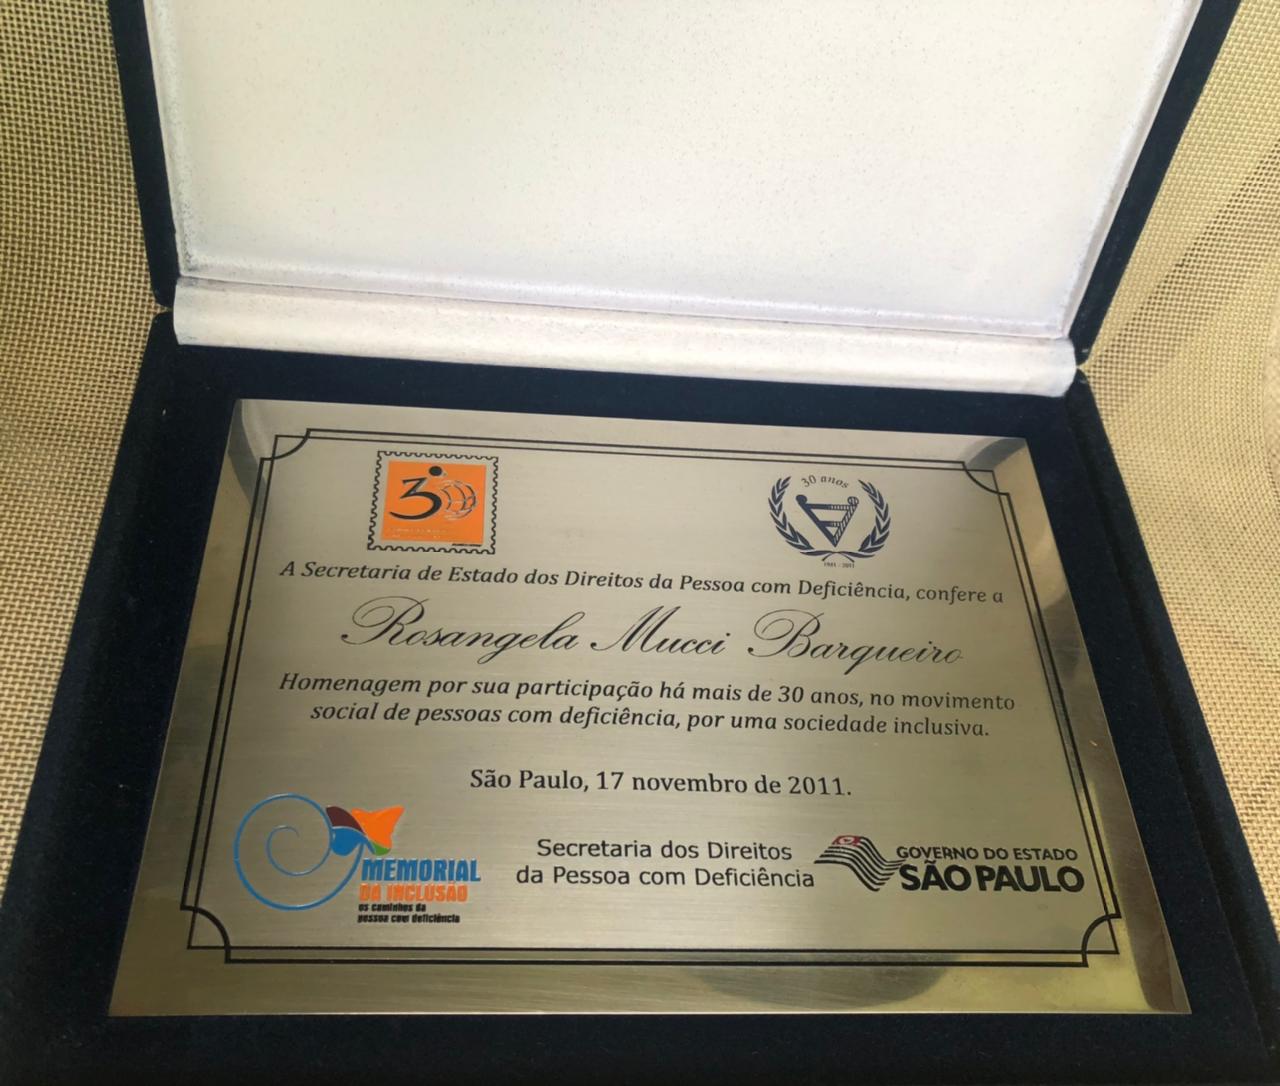 30 anos
1981 - 2011
A Secretaria de Estado dos Direitos da Pessoa com Deficiência, confere a
Rosangela Mucci Barqueiro
Homenagem por sua participação há mais de 30 anos, no movimento
social de pessoas com deficiência, por uma sociedade inclusiva.
São Paulo, 17 novembro de 2011.
MEMORIAL
DA INCLUSÃO
os caminhos da
pessoa com deficiência
Secretaria dos Direitos
da Pessoa com Deficiência
GOVERNO DO ESTADO
SÃO PAULO